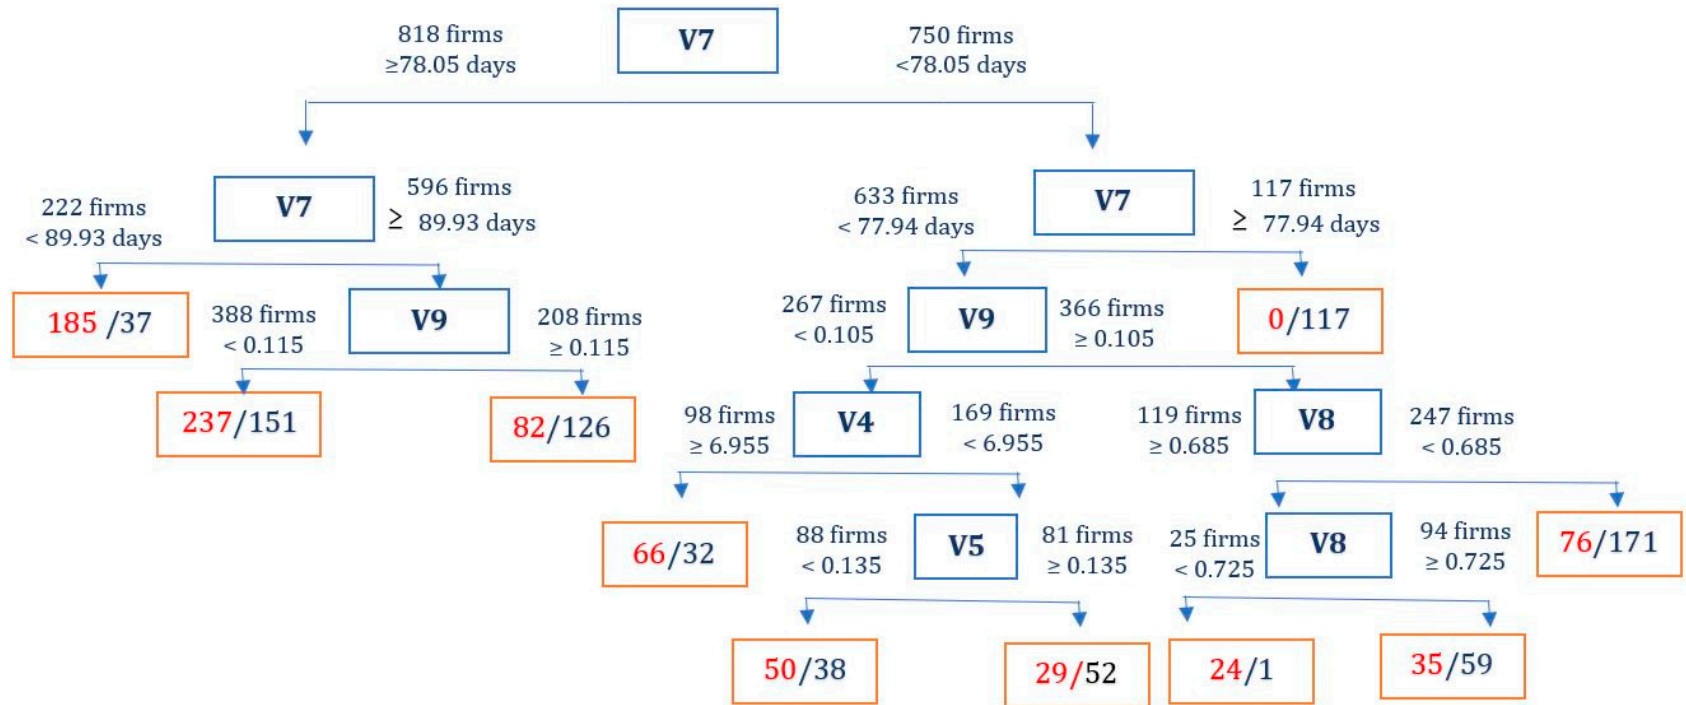 818 firms
≥78.05 days
V7
750 firms
<78.05 days
222 firms
< 89.93 days
V7
596 firms
≥ 89.93 days
633 firms
< 77.94 days
V7
117 firms
≥ 77.94 days
185 /37
388 firms
< 0.115
V9
208 firms
≥ 0.115
267 firms
< 0.105
V9
366 firms
≥ 0.105
0/117
237/151
82/126
98 firms
≥ 6.955
V4
169 firms
< 6.955
119 firms
≥ 0.685
V8
247 firms
< 0.685
66/32
88 firms
< 0.135
V5
81 firms
≥ 0.135
25 firms
< 0.725
V8
94 firms
≥ 0.725
76/171
50/38
29/52
24/1
35/59